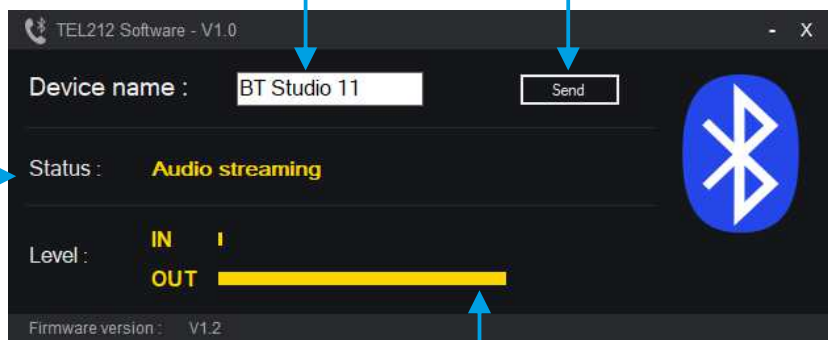 TEL212 Software - V1.0 - X
Device name : BT Studio 11 Send
Status : Audio streaming
Level :
IN
OUT
Firmware version : V1.2